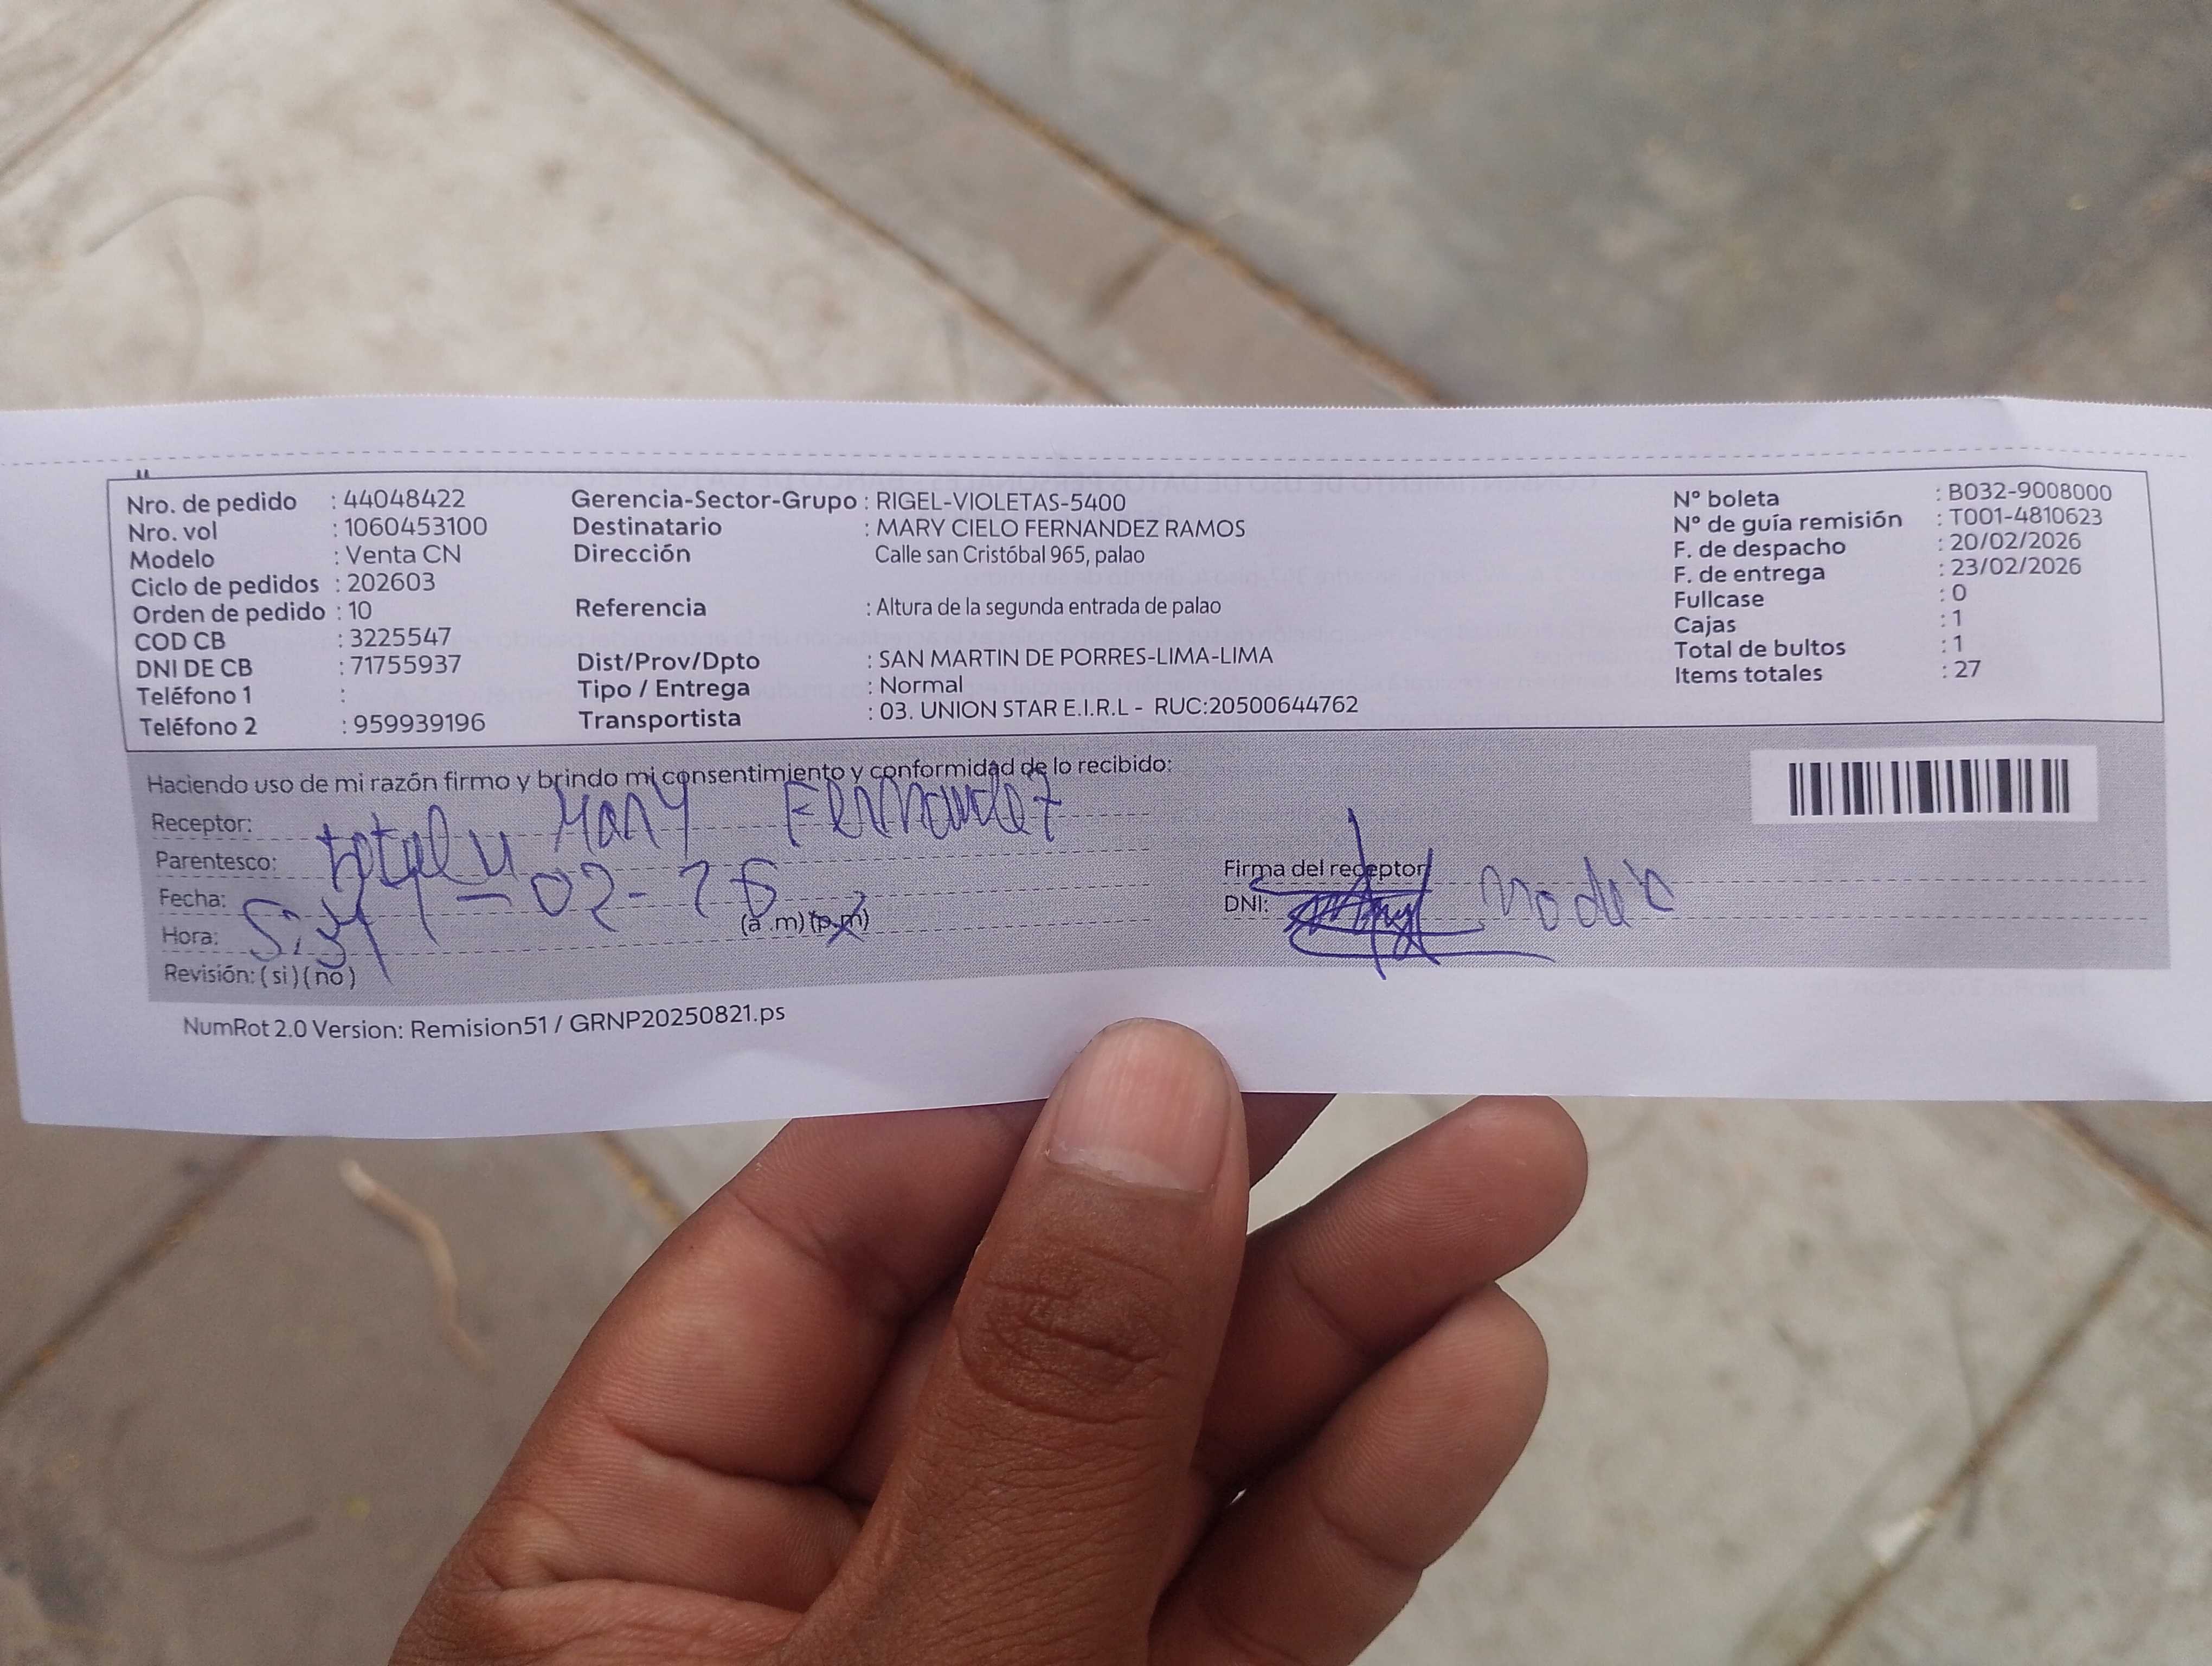 Nro. de pedido : 44048422 Gerencia-Sector-Grupo : RIGEL-VIOLETAS-5400 N° boleta : B032-9008000
Nro. vol : 1060453100 Destinatario : MARY CIELO FERNANDEZ RAMOS N° de guía remisión : T001-4810623
Modelo : Venta CN Dirección Calle san Cristóbal 965, palao F. de despacho : 20/02/2026
Ciclo de pedidos : 202603 F. de entrega : 23/02/2026
Orden de pedido : 10 Referencia : Altura de la segunda entrada de palao Fullcase : 0
COD CB : 3225547 Cajas : 1
DNI DE CB : 71755937 Dist/Prov/Dpto : SAN MARTIN DE PORRES-LIMA-LIMA Total de bultos : 1
Teléfono 1 : Tipo / Entrega : Normal Items totales : 27
Teléfono 2 : 959939196 Transportista : 03. UNION STAR E.I.R.L - RUC:20500644762
Haciendo uso de mi razón firmo y brindo mi consentimiento y conformidad de lo recibido:
Receptor: Mary Fernandez
Parentesco: Firma del receptor
Fecha: -02-26 DNI:
Hora: (a .m) (p.m)
Revisión: ( si ) ( no )
NumRot 2.0 Version: Remision51 / GRNP20250821.ps